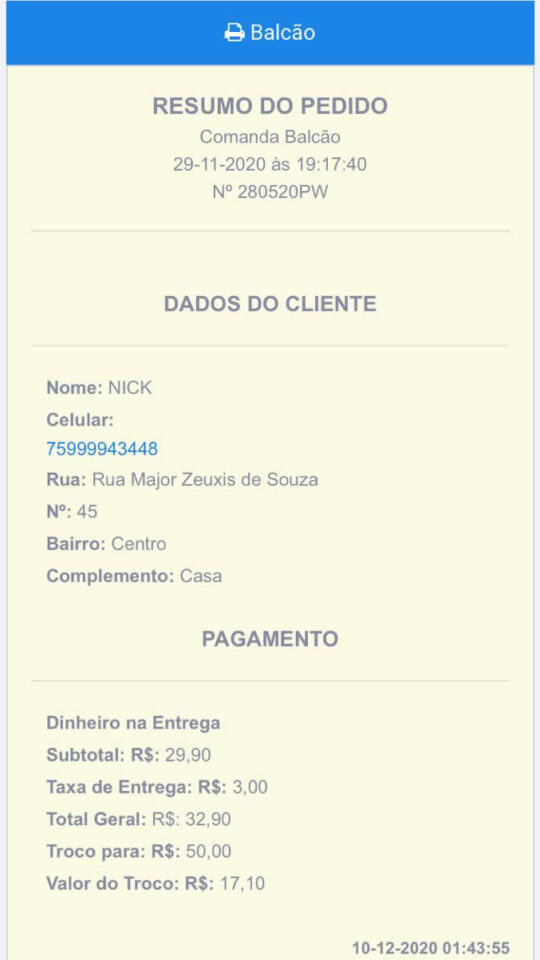 Balcão
RESUMO DO PEDIDO
Comanda Balcão
29-11-2020 às 19:17:40
Nº 280520PW
DADOS DO CLIENTE
Nome: NICK
Celular:
75999943448
Rua: Rua Major Zeuxis de Souza
Nº: 45
Bairro: Centro
Complemento: Casa
PAGAMENTO
Dinheiro na Entrega
Subtotal: R$: 29,90
Taxa de Entrega: R$: 3,00
Total Geral: R$: 32,90
Troco para: R$: 50,00
Valor do Troco: R$: 17,10
10-12-2020 01:43:55